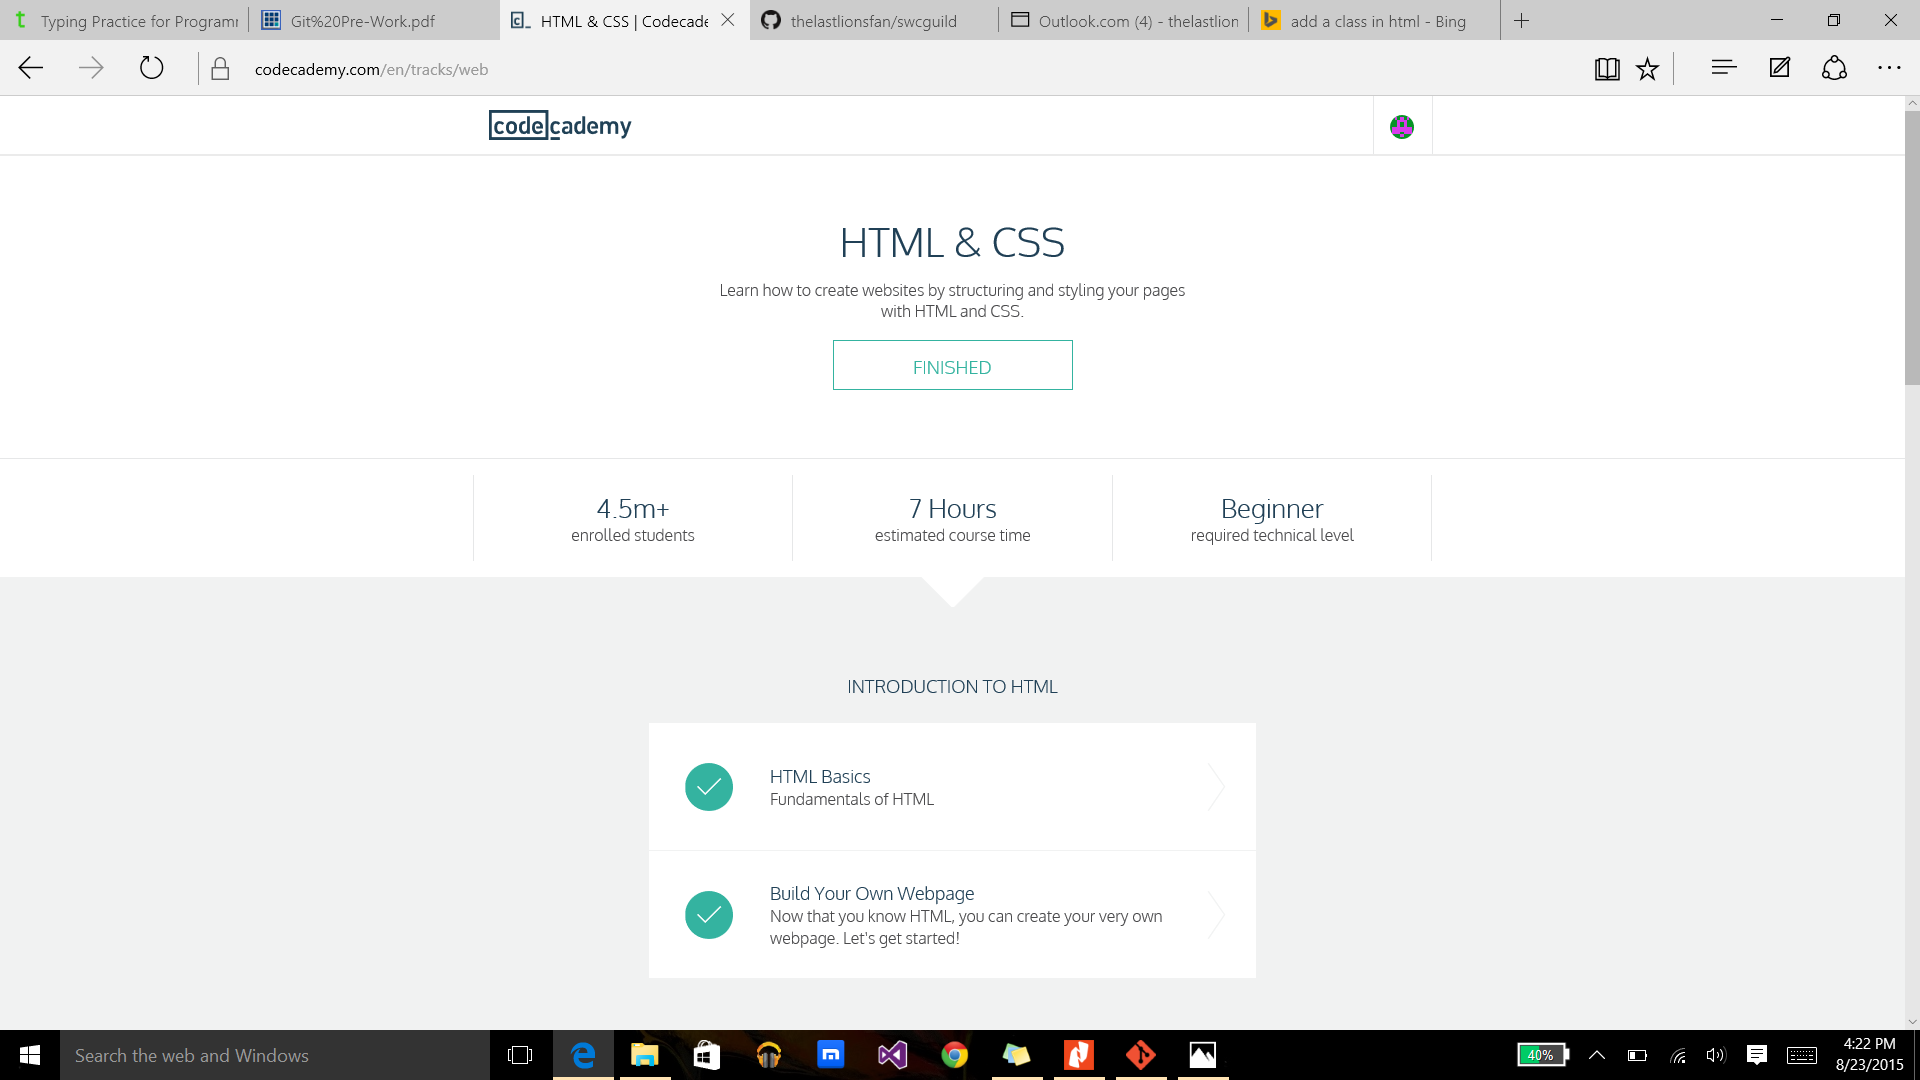 Typing Practice for Programm
Git%20Pre-Work.pdf
HTML & CSS | Codecade
thelastlionsfan/swcguild
Outlook.com (4) - thelastlion
add a class in html - Bing
codecademy.com/en/tracks/web
codecademy
HTML & CSS
Learn how to create websites by structuring and styling your pages
with HTML and CSS.
FINISHED
4.5m+
enrolled students
7 Hours
estimated course time
Beginner
required technical level
INTRODUCTION TO HTML
HTML Basics
Fundamentals of HTML
Build Your Own Webpage
Now that you know HTML, you can create your very own
webpage. Let's get started!
Search the web and Windows
40%
4:22 PM
8/23/2015